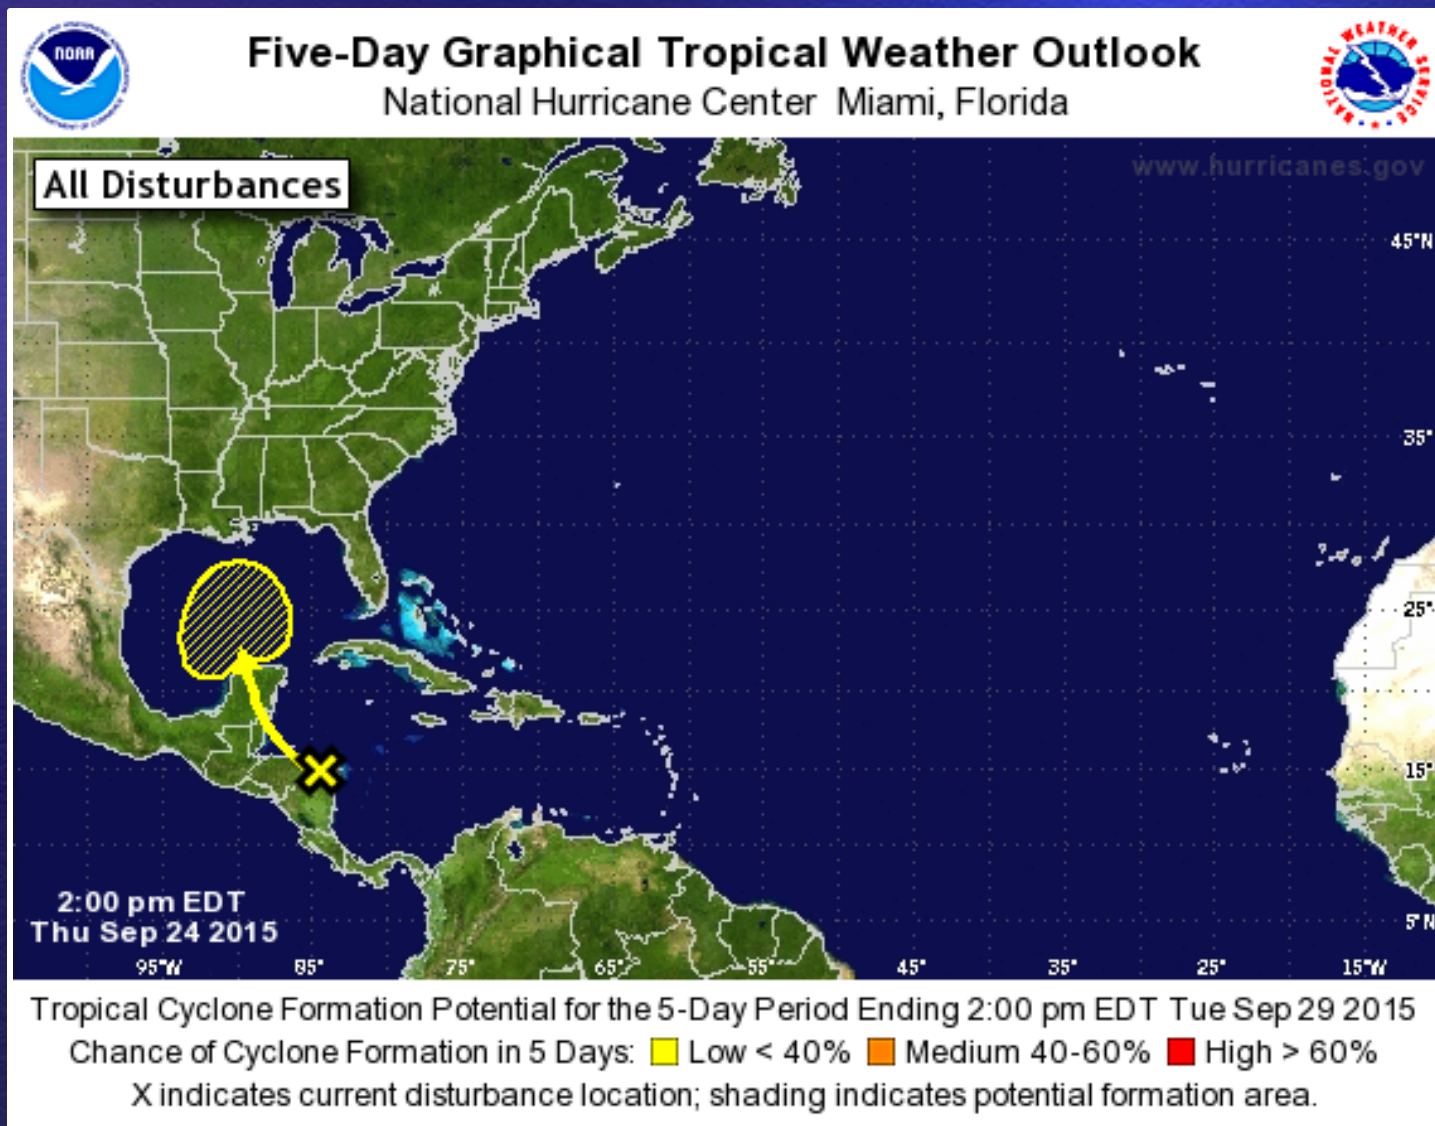 NOAA
Five-Day Graphical Tropical Weather Outlook
National Hurricane Center Miami, Florida
NATIONAL WEATHER SERVICE
All Disturbances
www.hurricanes.gov
45°N
35°
25°
15°
5°N
2:00 pm EDT
Thu Sep 24 2015
95°W 85° 75° 65° 55° 45° 35° 25° 15°W
Tropical Cyclone Formation Potential for the 5-Day Period Ending 2:00 pm EDT Tue Sep 29 2015
Chance of Cyclone Formation in 5 Days: Low < 40% Medium 40-60% High > 60%
X indicates current disturbance location; shading indicates potential formation area.